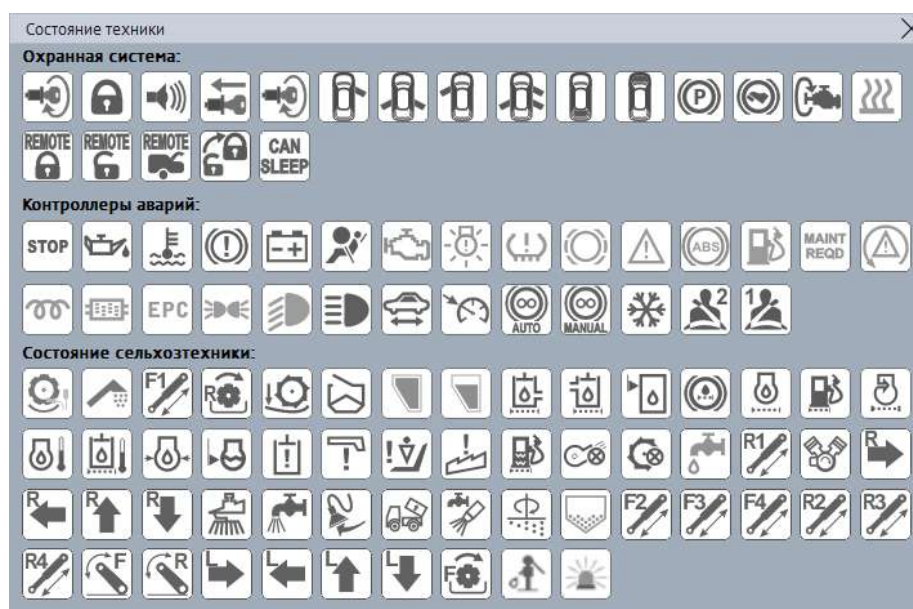 Состояние техники
Охранная система:
P
REMOTE REMOTE REMOTE CAN SLEEP
Контроллеры аварий:
STOP ! - + ! ! ABS MAINT REQD !
EPC AUTO MANUAL 2 1
Состояние сельхозтехники:
F1 R
! ! ! R1 R
R R R F2 F3 F4 R2 R3
R4 F R L L L L F